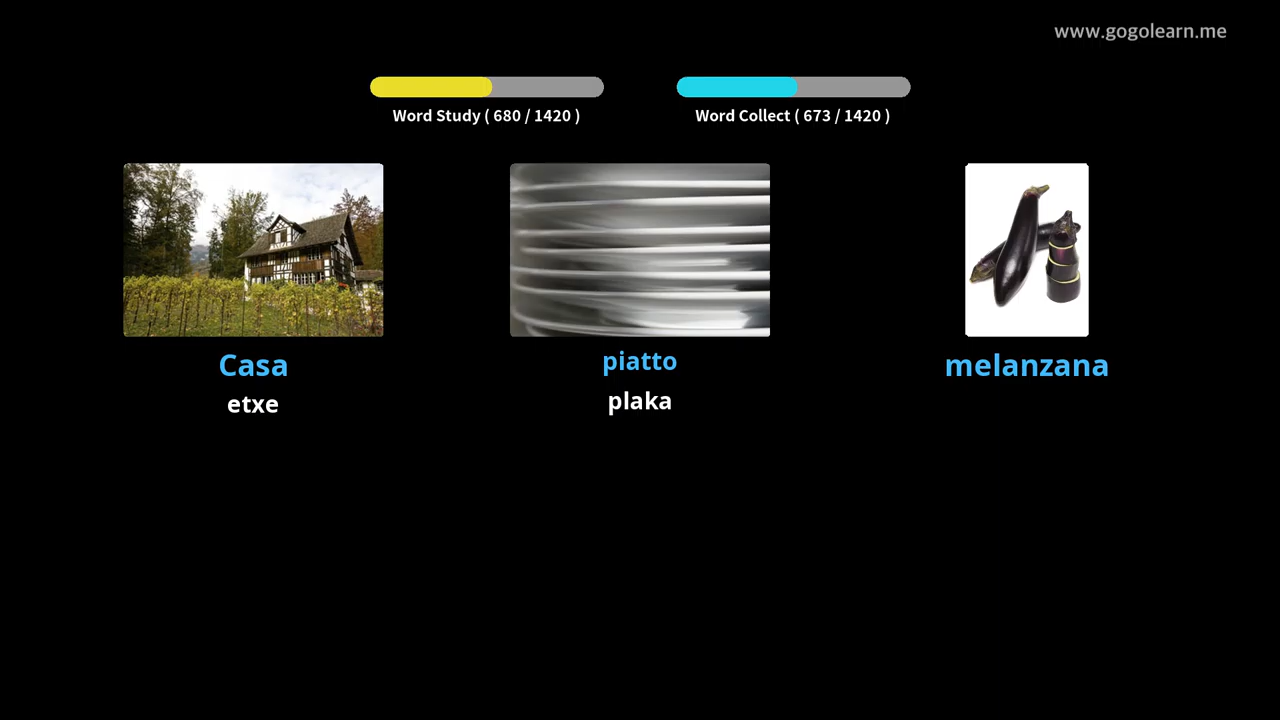 www.gogolearn.me
Word Study ( 680 / 1420 )
Word Collect ( 673 / 1420 )
Casa
etxe
piatto
plaka
melanzana